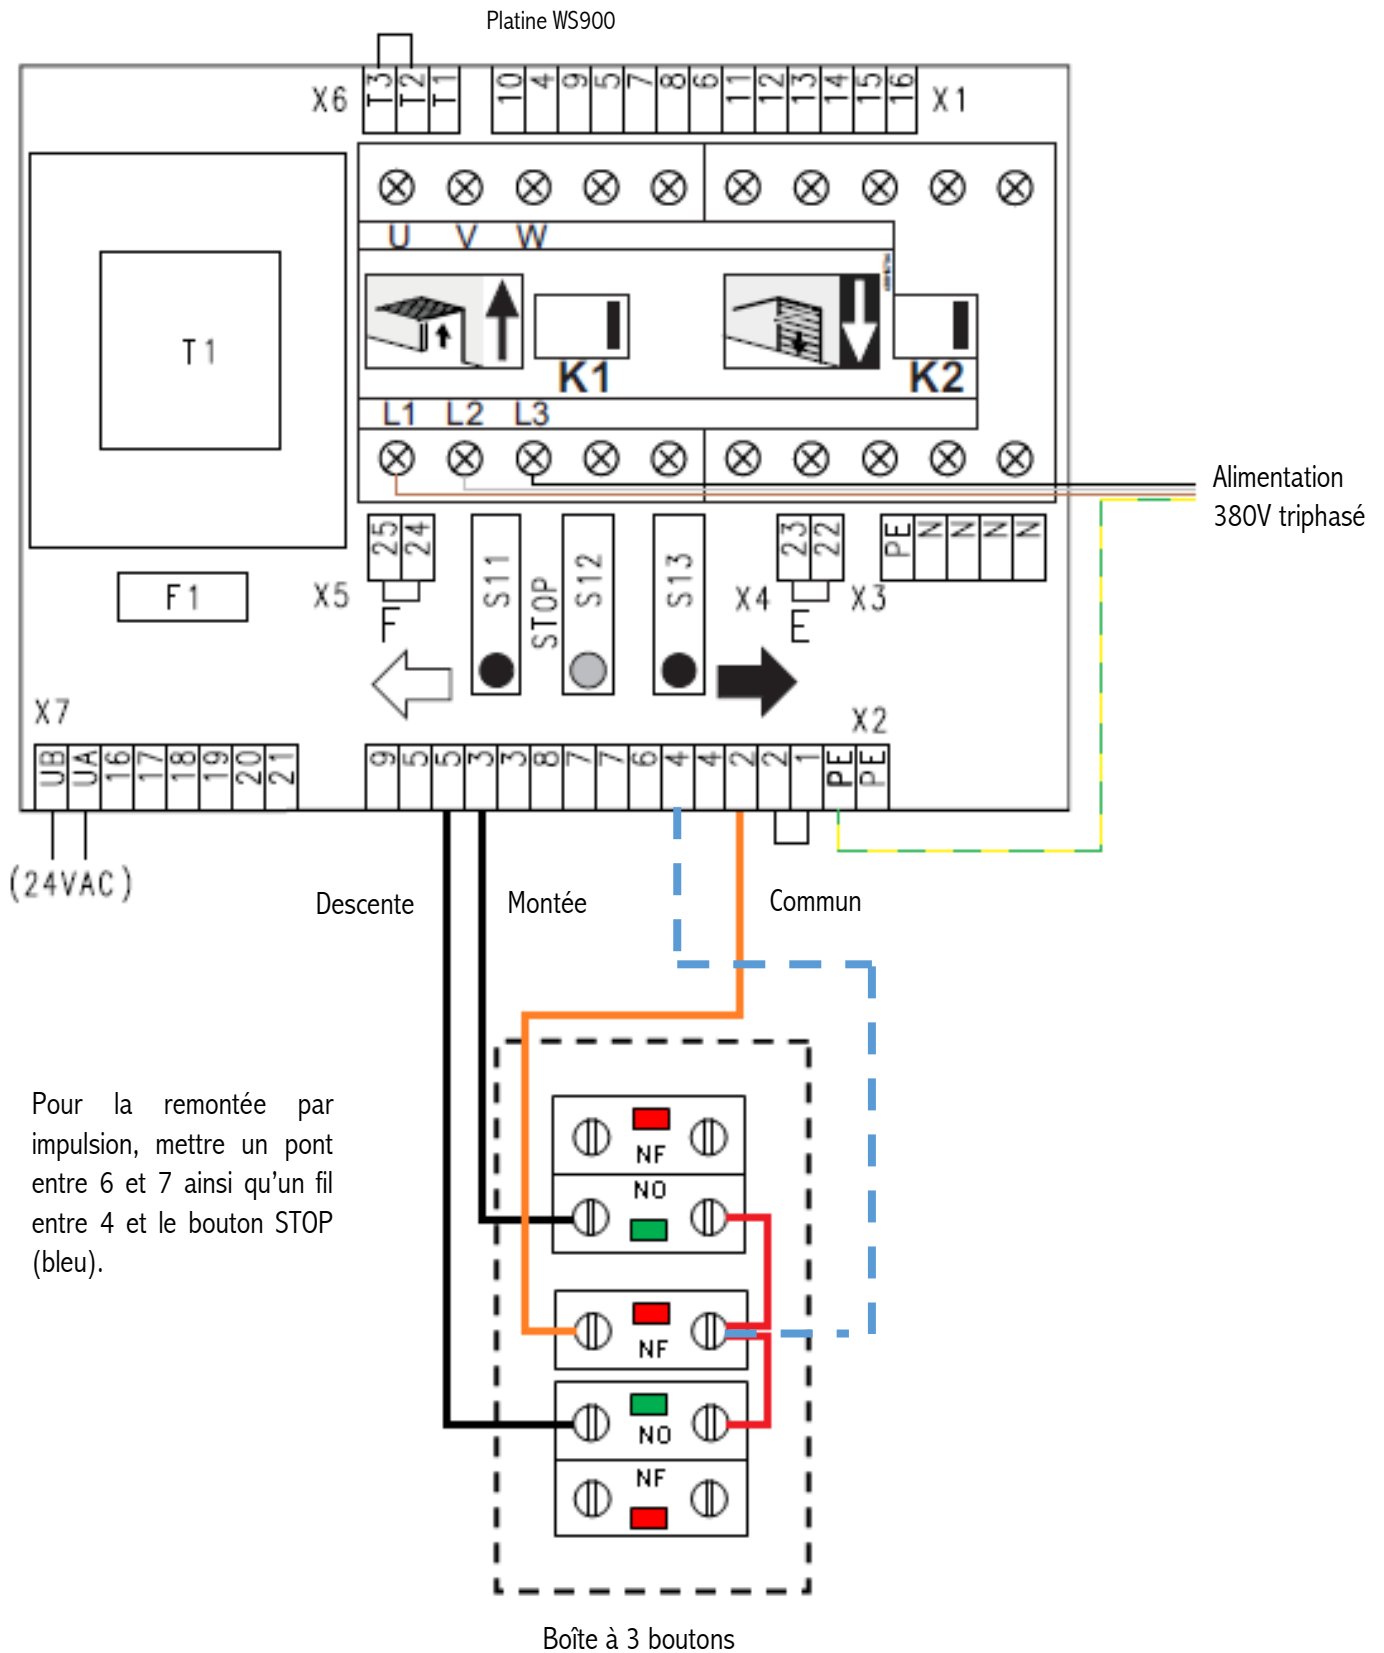 Platine WS900
X6 T3 T2 T1 10 4 9 5 7 8 6 11 12 13 14 15 16 X1
U V W
T1
K1 K2
L1 L2 L3
Alimentation
380V triphasé
25 24 S11 STOP S12 S13 23 22 PE N N N N
F1 X5 X4 X3
F E
X7 X2
UB UA 16 17 18 19 20 21 9 5 5 3 3 8 7 7 6 4 4 2 2 1 PE PE
(24VAC)
Descente Montée Commun
Pour la remontée par
impulsion, mettre un pont
entre 6 et 7 ainsi qu’un fil
entre 4 et le bouton STOP
(bleu).
NF
NO
NF
NO
NF
Boîte à 3 boutons